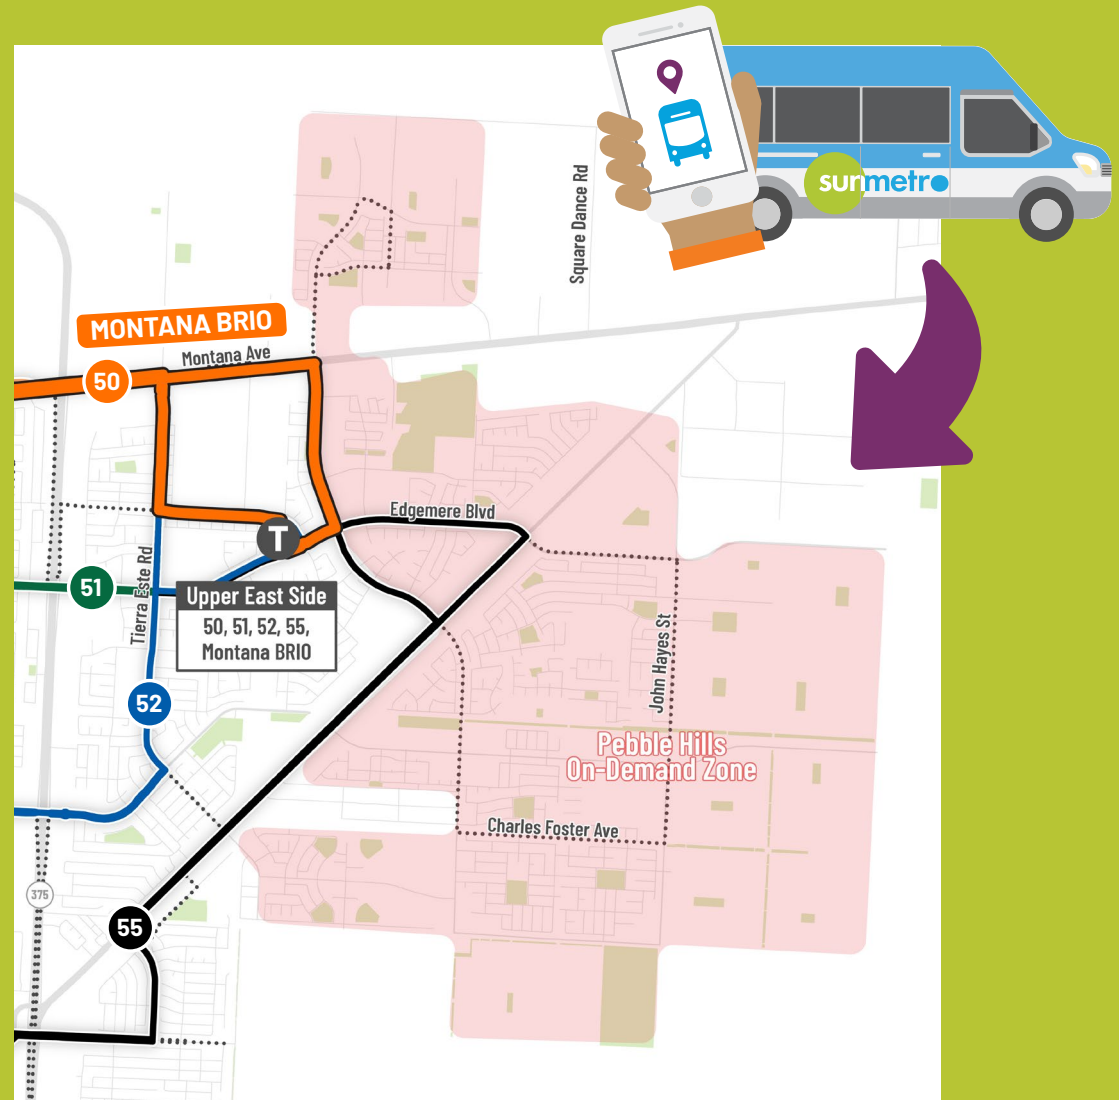 sunmetro
Square Dance Rd
MONTANA BRIO
Montana Ave
50
Edgemere Blvd
T
51
Tierra Este Rd
Upper East Side
50, 51, 52, 55,
Montana BRIO
John Hayes St
52
Pebble Hills
On-Demand Zone
Charles Foster Ave
375
55